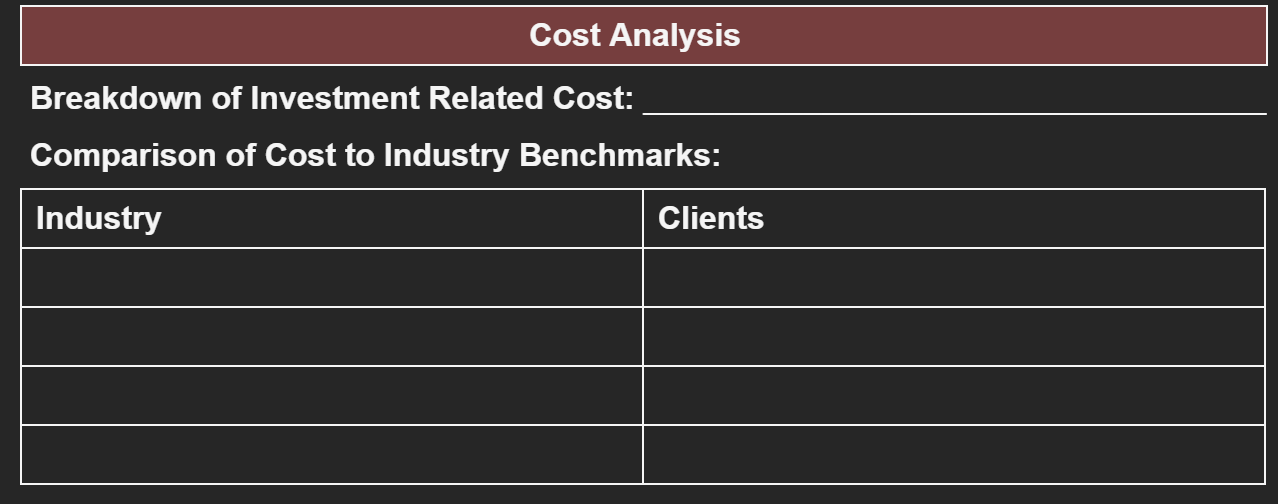 Cost Analysis
Breakdown of Investment Related Cost:
Comparison of Cost to Industry Benchmarks:
Industry Clients